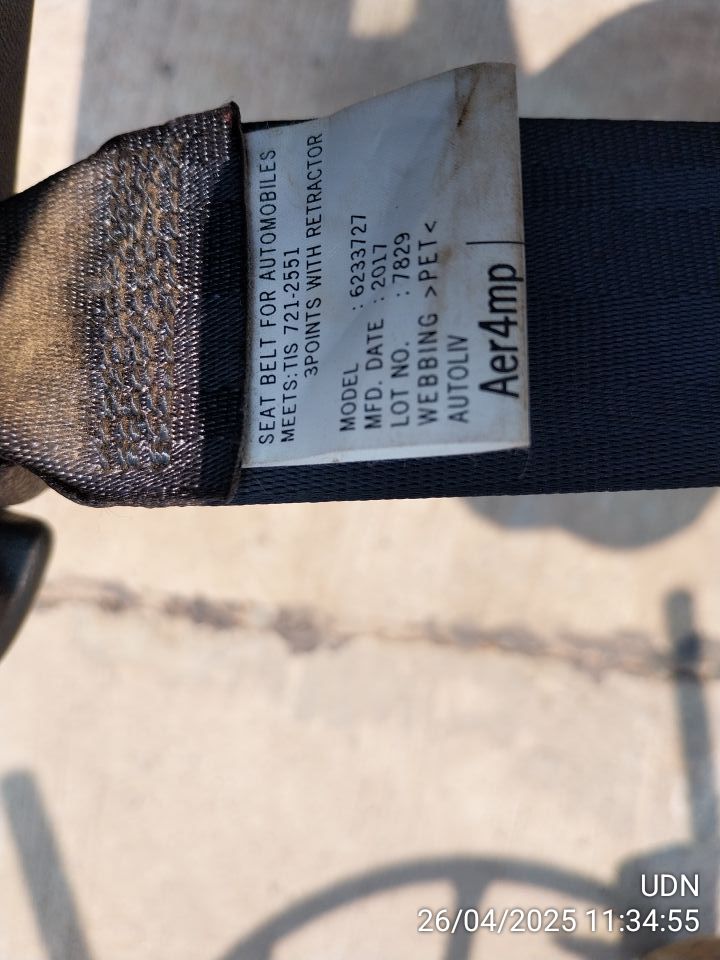 SEAT BELT FOR AUTOMOBILES
MEETS:TIS 721-2551
3POINTS WITH RETRACTOR
MODEL : 6233727
MFD. DATE : 2017
LOT NO. : 7829
WEBBING >PET<
AUTOLIV
Aer4mp
UDN
26/04/2025 11:34:55